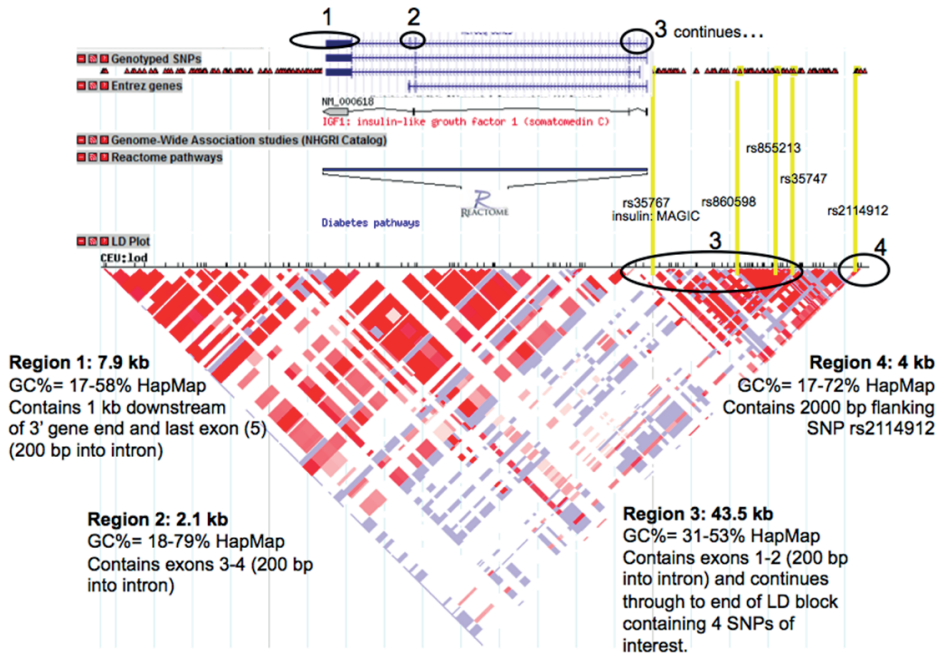 1
2
3 continues…
Genotyped SNPs
Entrez genes
NM_000618
IGF1: insulin-like growth factor 1 (somatomedin C)
Genome-Wide Association studies (NHGRI Catalog)
Reactome pathways
rs855213
rs35747
rs35767
insulin: MAGIC
rs860598
rs2114912
R
REACTOME
Diabetes pathways
LD Plot
CEU:lod
3
4
Region 1: 7.9 kb
GC%= 17-58% HapMap
Contains 1 kb downstream
of 3' gene end and last exon (5)
(200 bp into intron)
Region 4: 4 kb
GC%= 17-72% HapMap
Contains 2000 bp flanking
SNP rs2114912
Region 2: 2.1 kb
GC%= 18-79% HapMap
Contains exons 3-4 (200 bp
into intron)
Region 3: 43.5 kb
GC%= 31-53% HapMap
Contains exons 1-2 (200 bp
into intron) and continues
through to end of LD block
containing 4 SNPs of
interest.